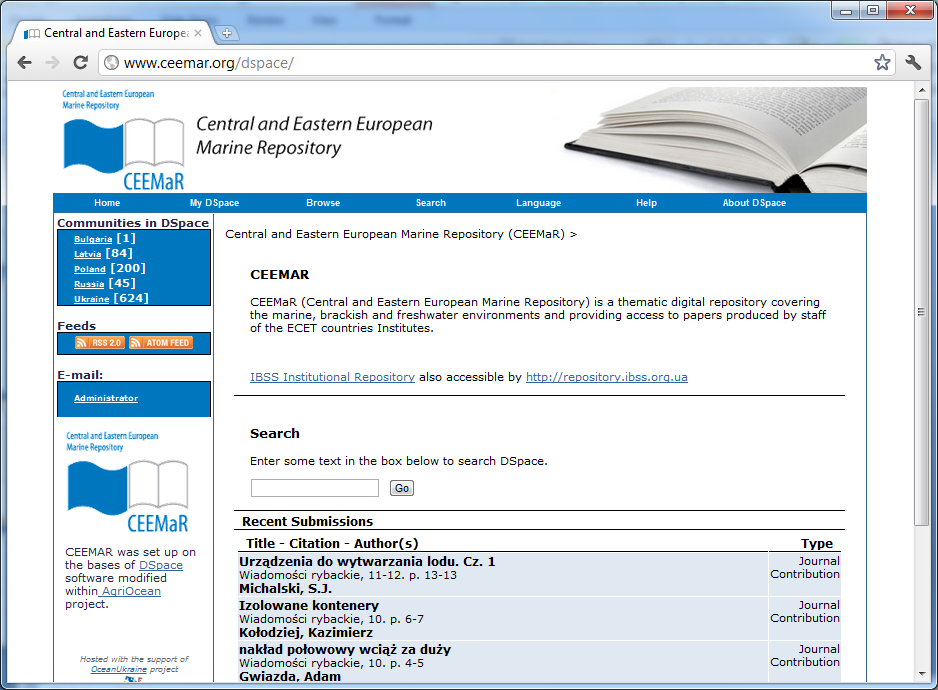 Central and Eastern Europe
www.ceemar.org/dspace/
Central and Eastern European
Marine Repository
CEEMaR
Central and Eastern European
Marine Repository
Home My DSpace Browse Search Language Help About DSpace
Communities in DSpace
Bulgaria [1]
Latvia [84]
Poland [200]
Russia [45]
Ukraine [624]
Feeds
RSS 2.0 ATOM FEED
E-mail:
Administrator
Central and Eastern European
Marine Repository
CEEMaR
CEEMAR was set up on
the bases of DSpace
software modified
within AgriOcean
project.
Hosted with the support of
OceanUkraine project
Central and Eastern European Marine Repository (CEEMaR) >
CEEMAR
CEEMaR (Central and Eastern European Marine Repository) is a thematic digital repository covering
the marine, brackish and freshwater environments and providing access to papers produced by staff
of the ECET countries Institutes.
IBSS Institutional Repository also accessible by http://repository.ibss.org.ua
Search
Enter some text in the box below to search DSpace.
Go
Recent Submissions
Title - Citation - Author(s) Type
Urządzenia do wytwarzania lodu. Cz. 1
Wiadomości rybackie, 11-12. p. 13-13
Michalski, S.J.
Journal
Contribution
Izolowane kontenery
Wiadomości rybackie, 10. p. 6-7
Kołodziej, Kazimierz
Journal
Contribution
nakład połowowy wciąż za duży
Wiadomości rybackie, 10. p. 4-5
Gwiazda, Adam
Journal
Contribution